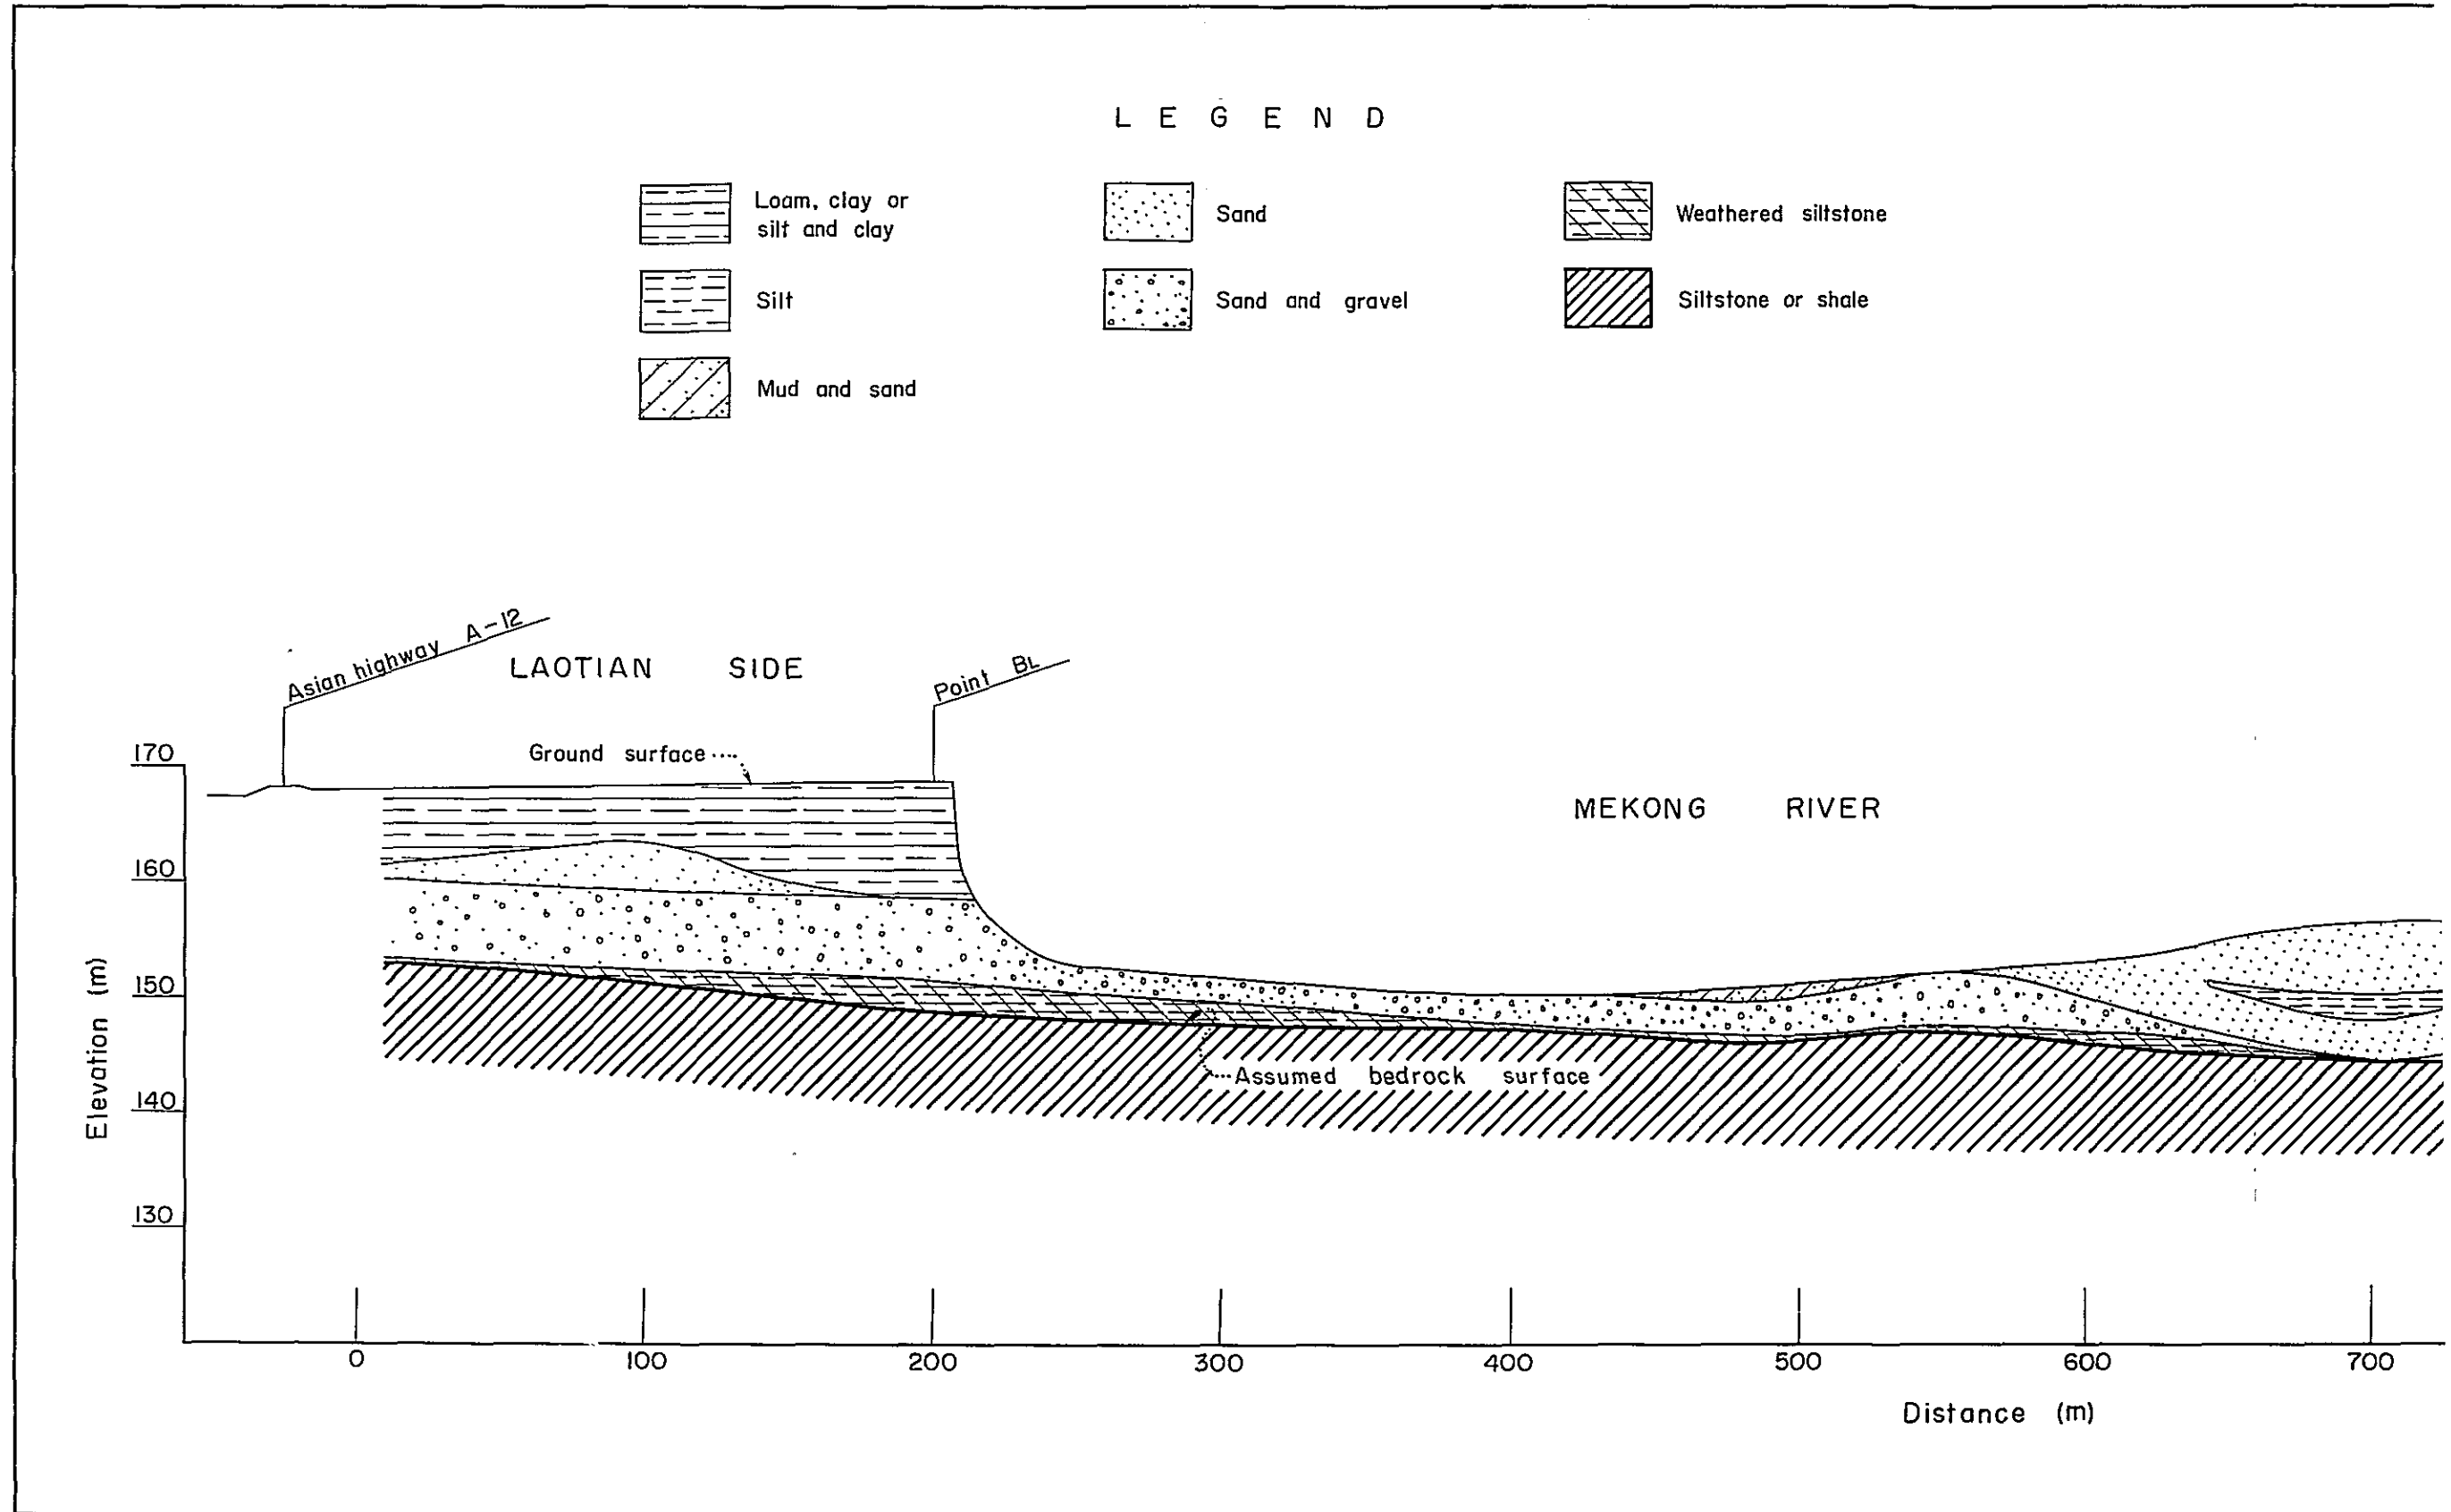 L E G E N D
Loam, clay or
silt and clay
Sand
Weathered siltstone
Silt
Sand and gravel
Siltstone or shale
Mud and sand
Asian highway A-12
LAOTIAN SIDE
Point BL
Ground surface
MEKONG RIVER
170
160
150
140
130
Elevation (m)
Assumed bedrock surface
0 100 200 300 400 500 600 700
Distance (m)